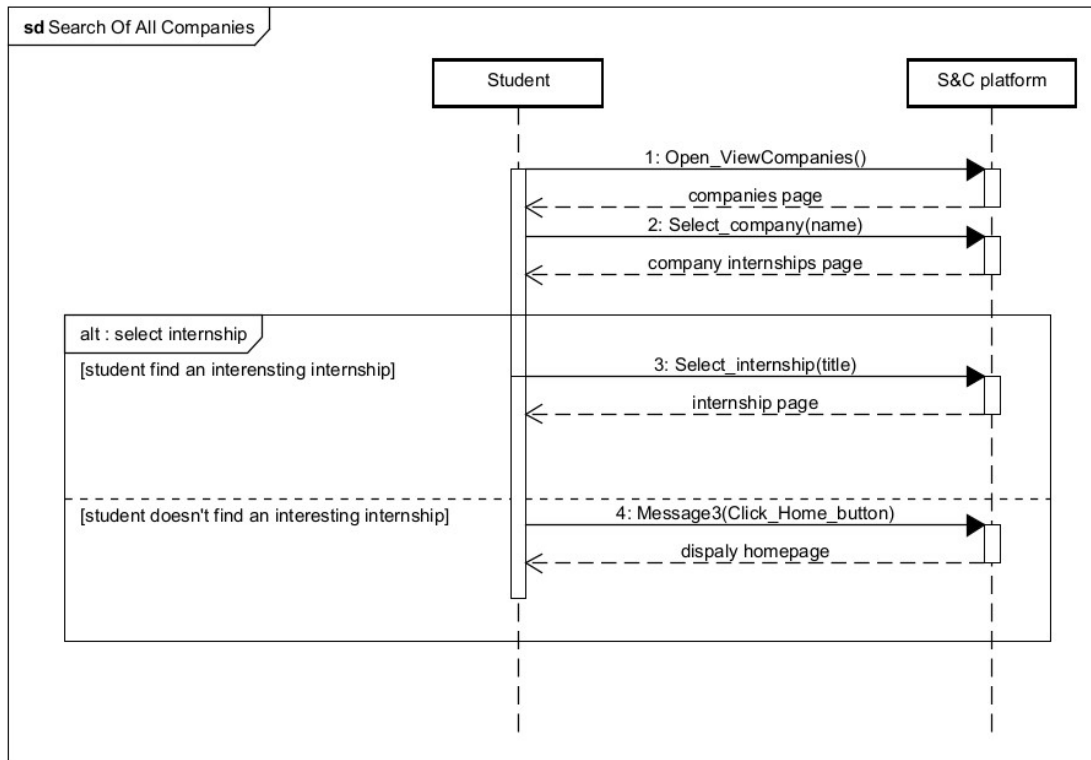 sd Search Of All Companies
Student
S&C platform
1: Open_ViewCompanies()
companies page
2: Select_company(name)
company internships page
alt : select internship
[student find an interensting internship]
3: Select_internship(title)
internship page
[student doesn't find an interesting internship]
4: Message3(Click_Home_button)
dispaly homepage